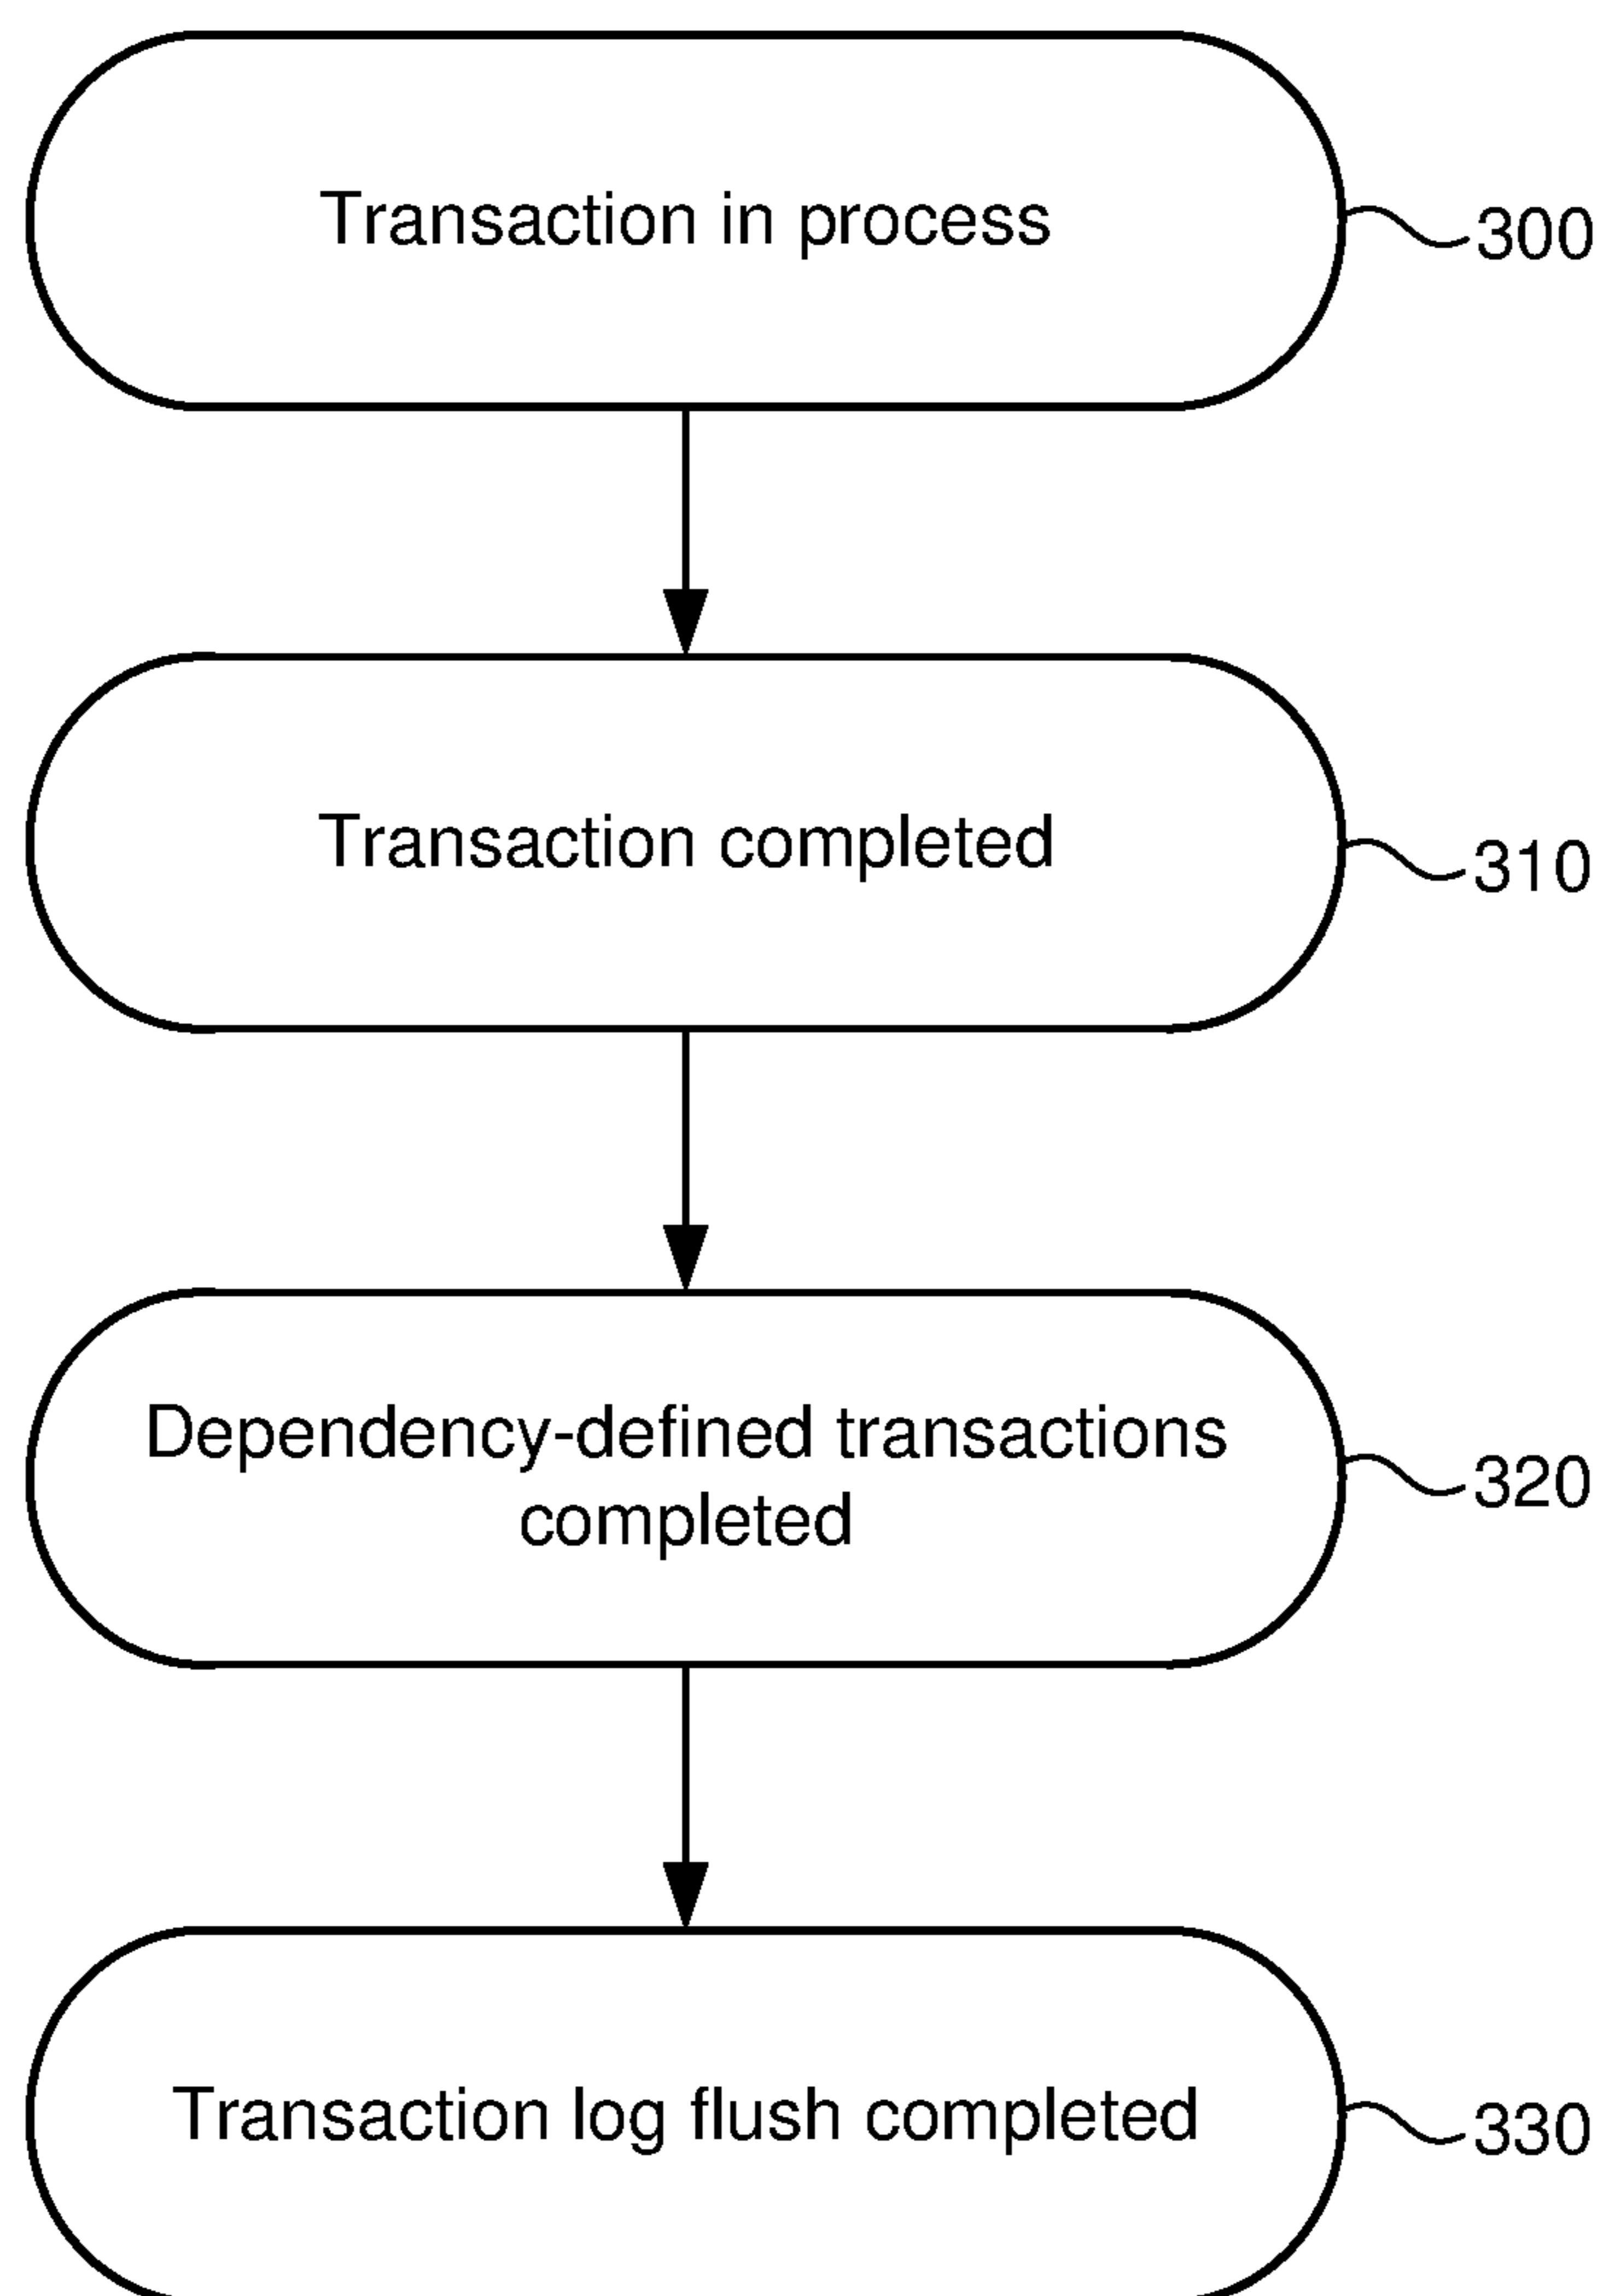 Transaction in process
300
Transaction completed
310
Dependency-defined transactions
completed
320
Transaction log flush completed
330